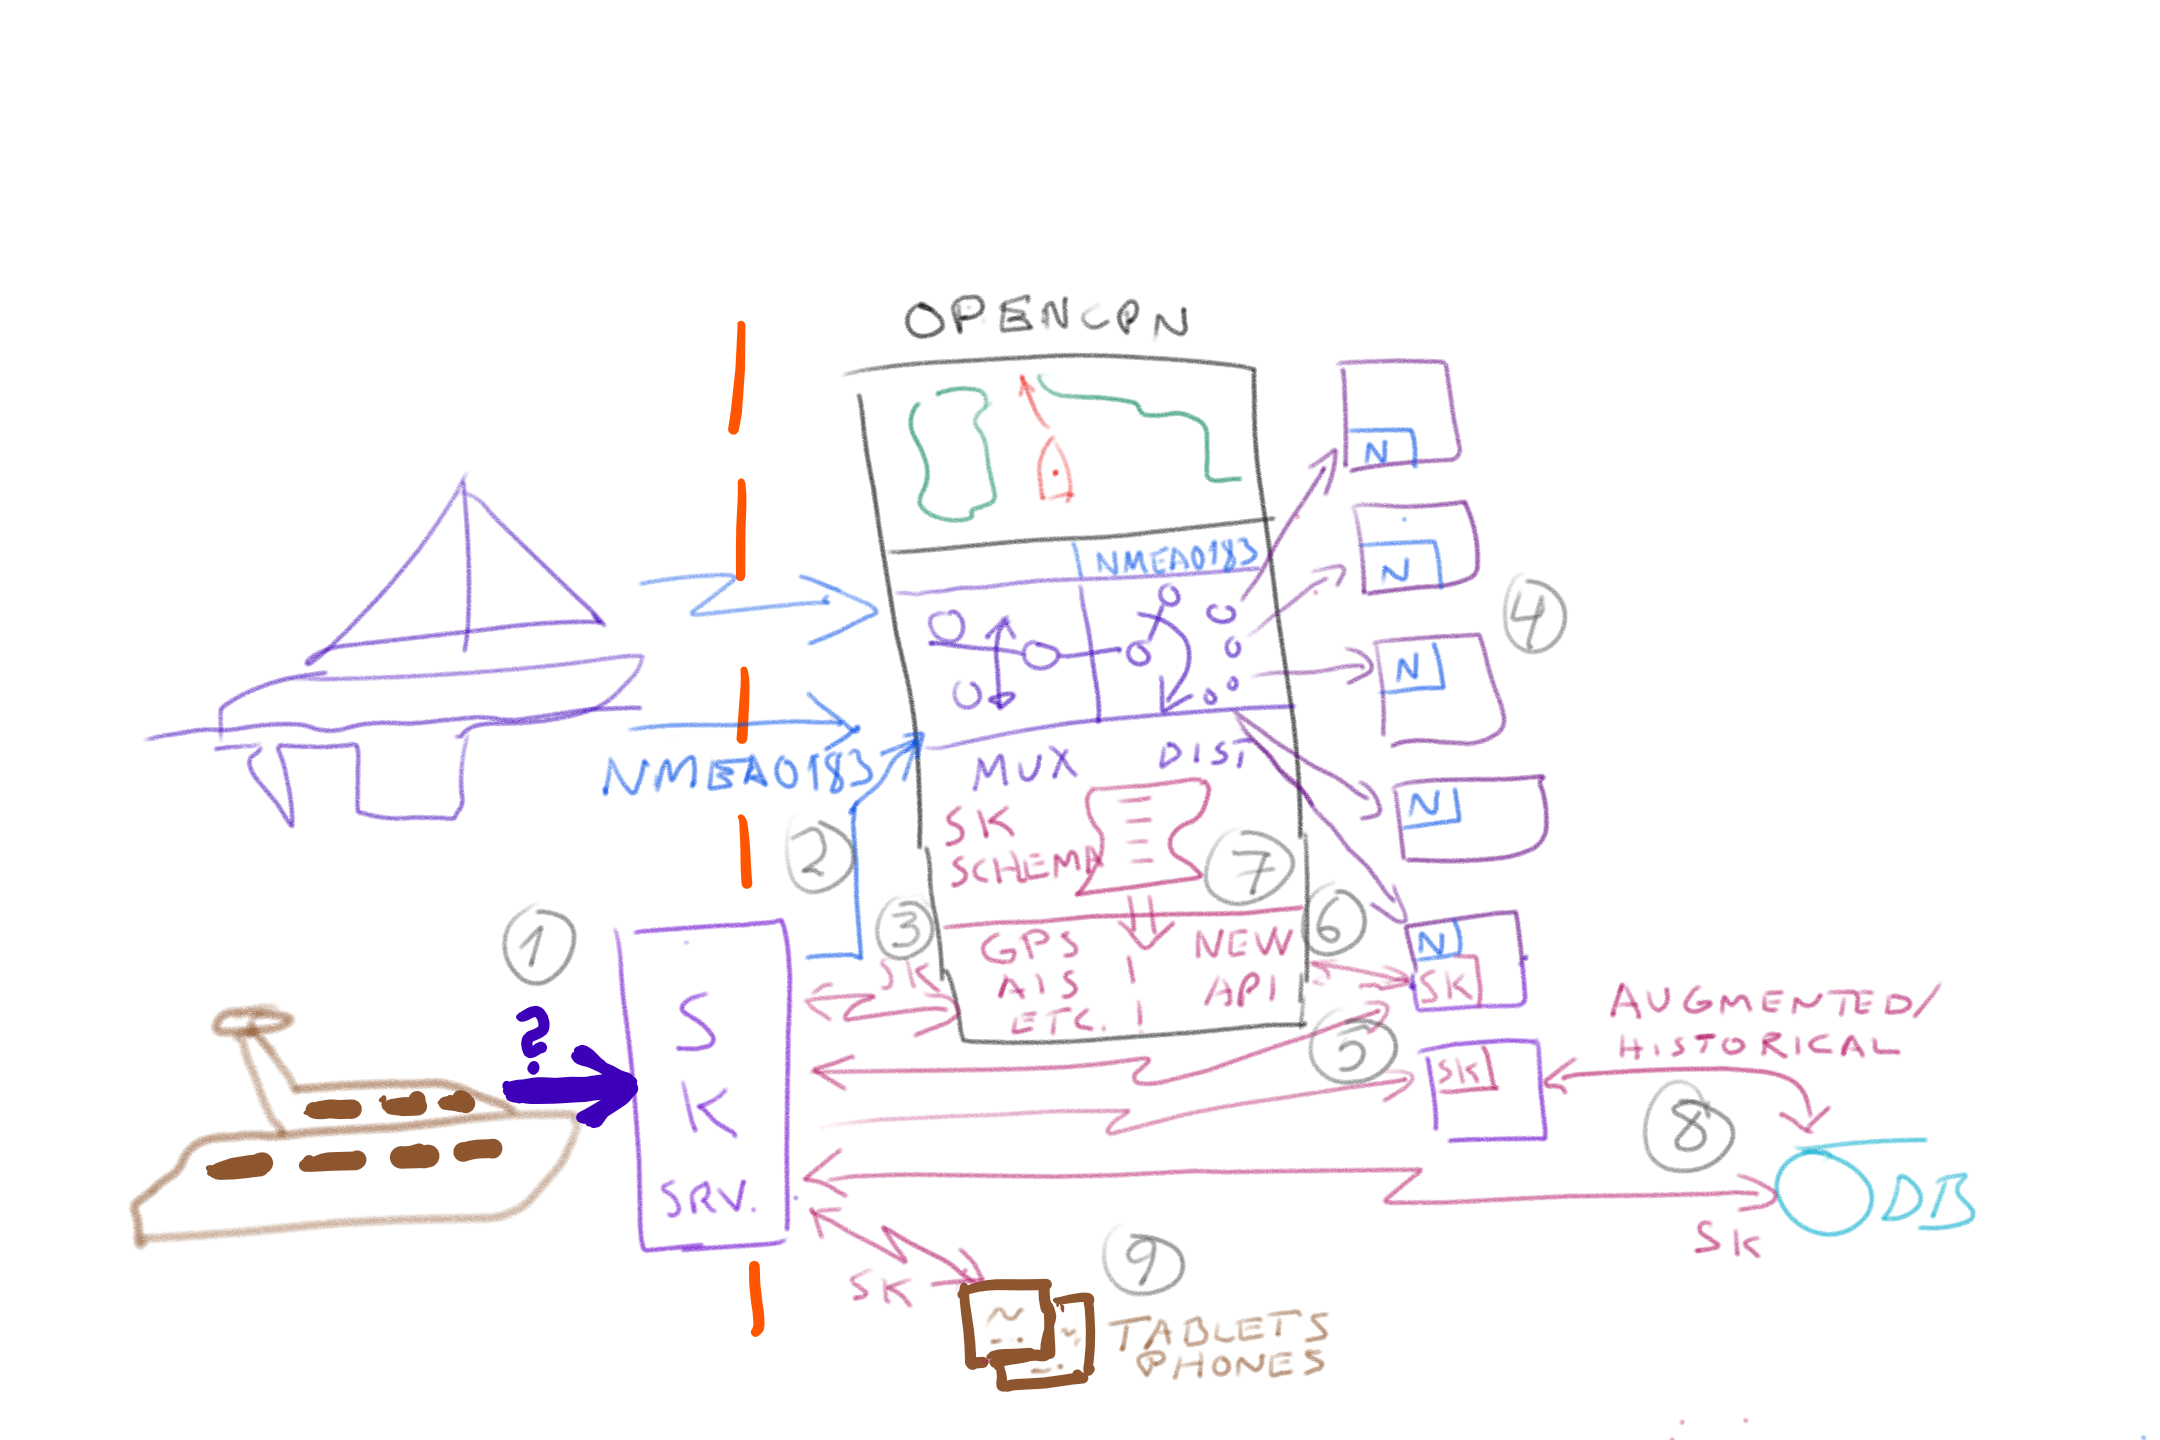 OPENCPN
NMEA0183
N
N
N
4
NMEA0183
MUX
DIST
N
SK
SCHEMA
2
7
1
3
6
SK
GPS
AIS
ETC.
NEW
API
N
SK
?
S
K
SRV.
5
SK
AUGMENTED/
HISTORICAL
8
DB
SK
SK
9
TABLETS
PHONES